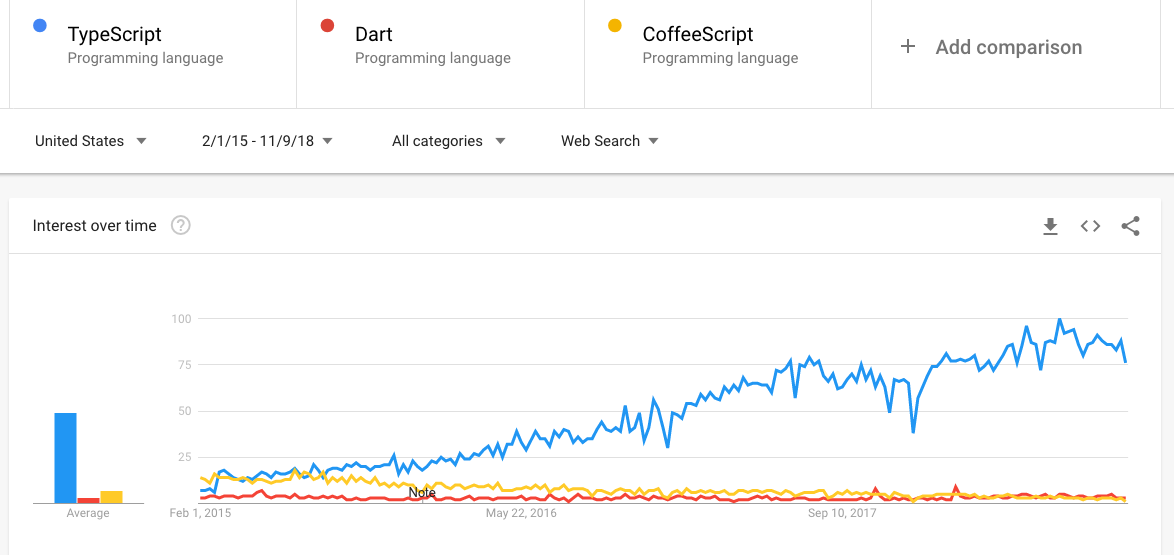 TypeScript
Programming language
Dart
Programming language
CoffeeScript
Programming language
+ Add comparison
United States
2/1/15 - 11/9/18
All categories
Web Search
Interest over time
?
100
75
50
25
Note
Average
Feb 1, 2015
May 22, 2016
Sep 10, 2017